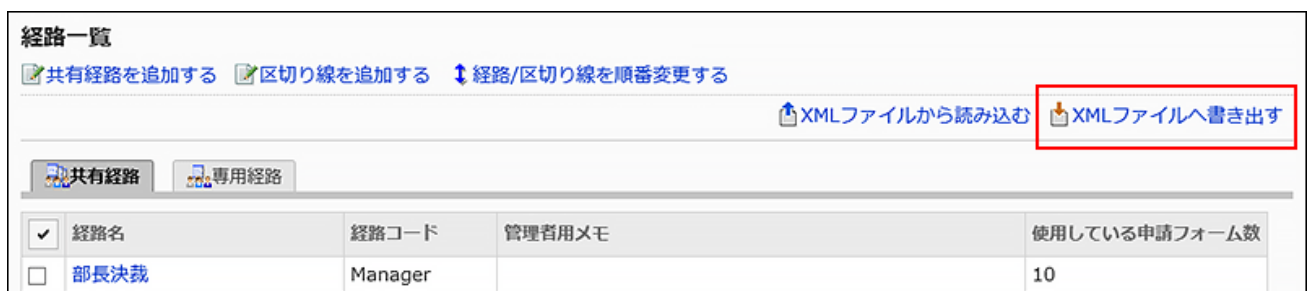 経路一覧
共有経路を追加する 区切り線を追加する 経路/区切り線を順番変更する
XMLファイルから読み込む XMLファイルへ書き出す
共有経路 専用経路
経路名 経路コード 管理者用メモ 使用している申請フォーム数
部長決裁 Manager 10